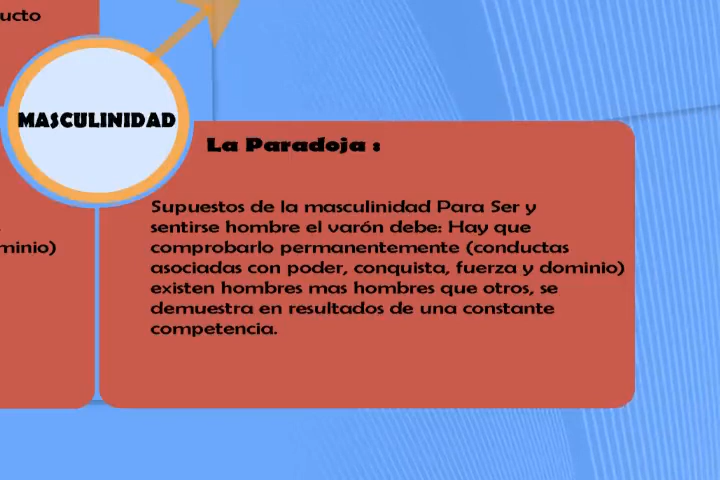 ucto
MASCULINIDAD
La Paradoja :
Supuestos de la masculinidad Para Ser y
sentirse hombre el varón debe: Hay que
comprobarlo permanentemente (conductas
asociadas con poder, conquista, fuerza y dominio)
existen hombres mas hombres que otros, se
demuestra en resultados de una constante
competencia.
minio)